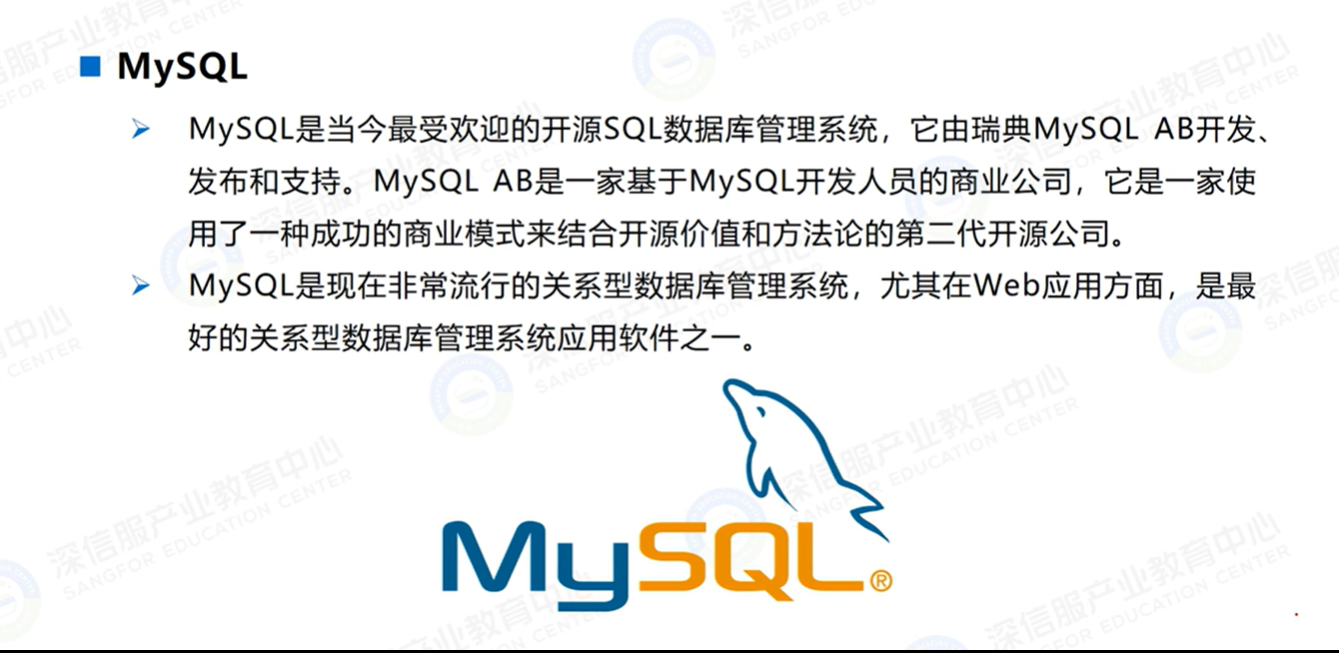 MySQL
MySQL是当今最受欢迎的开源SQL数据库管理系统，它由瑞典MySQL AB开发、
发布和支持。MySQL AB是一家基于MySQL开发人员的商业公司，它是一家使
用了一种成功的商业模式来结合开源价值和方法论的第二代开源公司。
MySQL是现在非常流行的关系型数据库管理系统，尤其在Web应用方面，是最
好的关系型数据库管理系统应用软件之一。
MySQL®
深信服产业教育中心
SANGFOR EDUCATION CENTER